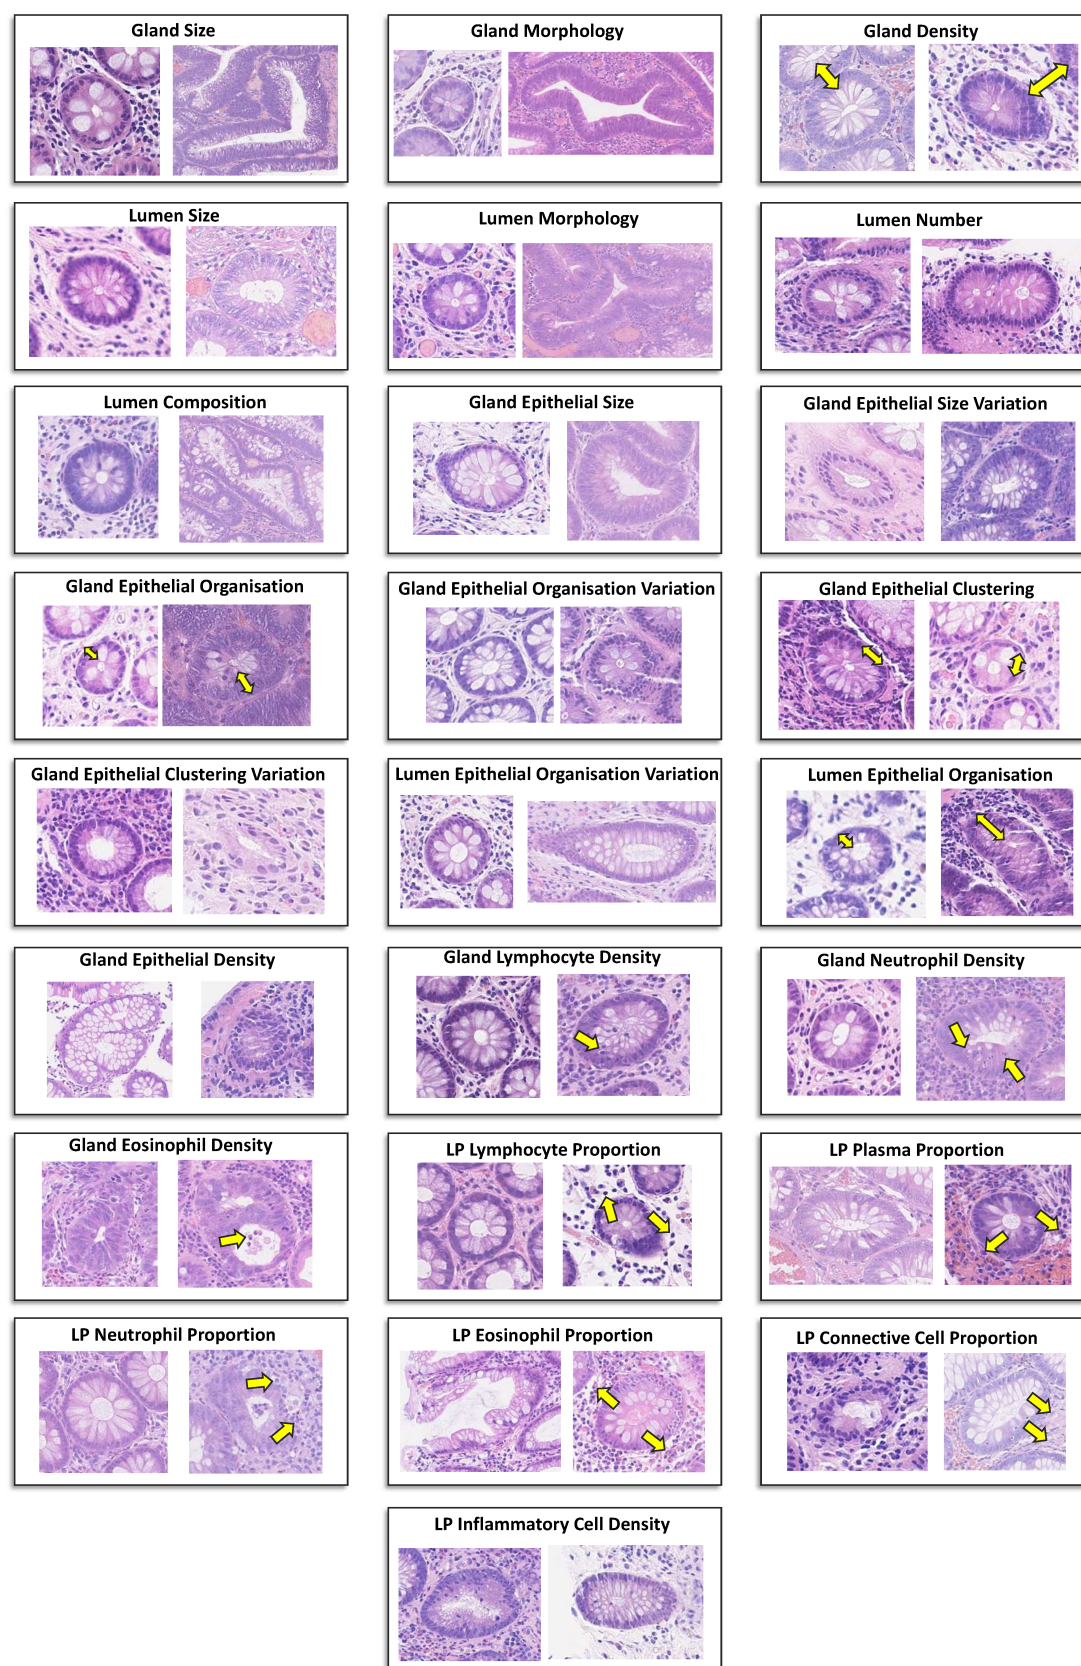 Gland Size
Gland Morphology
Gland Density
Lumen Size
Lumen Morphology
Lumen Number
Lumen Composition
Gland Epithelial Size
Gland Epithelial Size Variation
Gland Epithelial Organisation
Gland Epithelial Organisation Variation
Gland Epithelial Clustering
Gland Epithelial Clustering Variation
Lumen Epithelial Organisation Variation
Lumen Epithelial Organisation
Gland Epithelial Density
Gland Lymphocyte Density
Gland Neutrophil Density
Gland Eosinophil Density
LP Lymphocyte Proportion
LP Plasma Proportion
LP Neutrophil Proportion
LP Eosinophil Proportion
LP Connective Cell Proportion
LP Inflammatory Cell Density